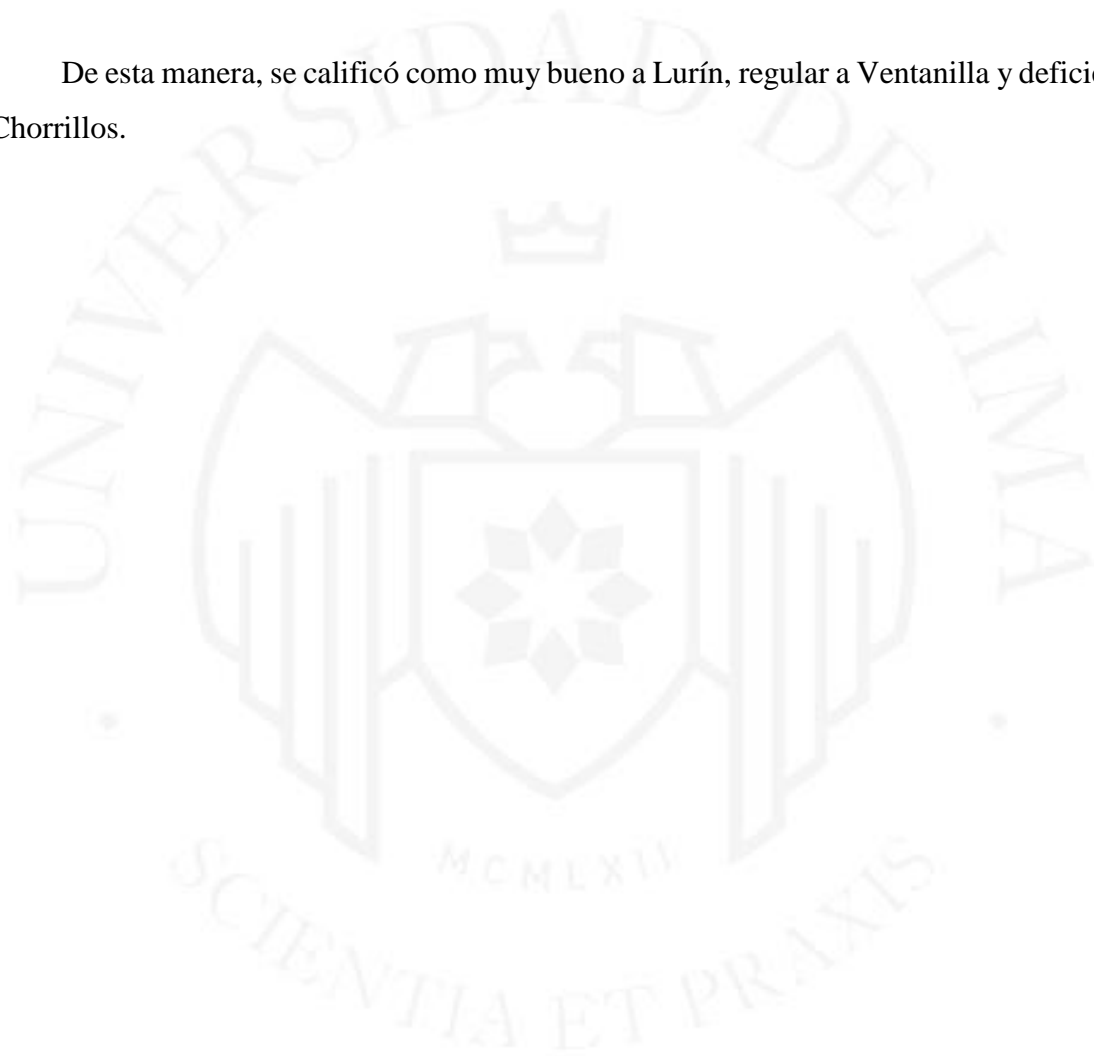 De esta manera, se calificó como muy bueno a Lurín, regular a Ventanilla y defici
Chorrillos.
UNIVERSIDAD DE LIMA
MCMLXII
SCIENTIA ET PRAXIS